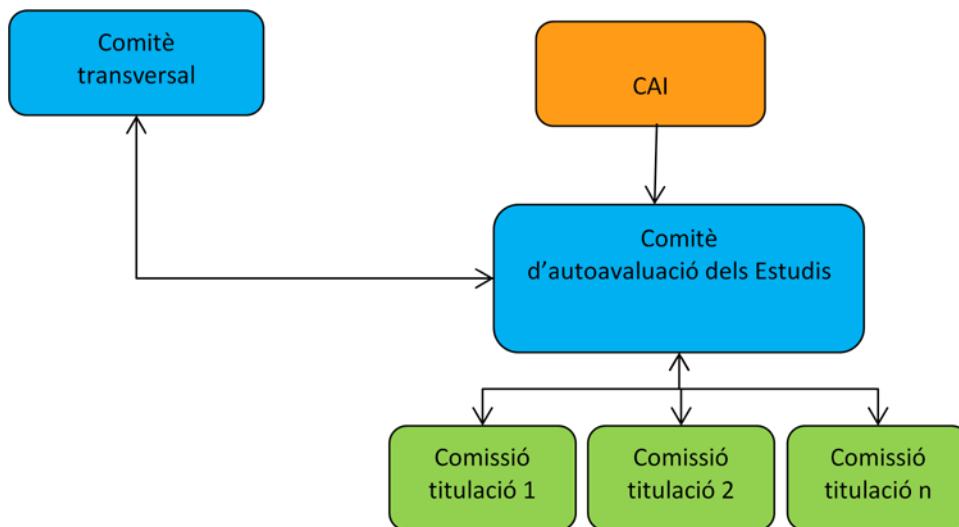 Comitè
transversal
CAI
Comitè
d'autoavaluació dels Estudis
Comissió
titulació 1
Comissió
titulació 2
Comissió
titulació n